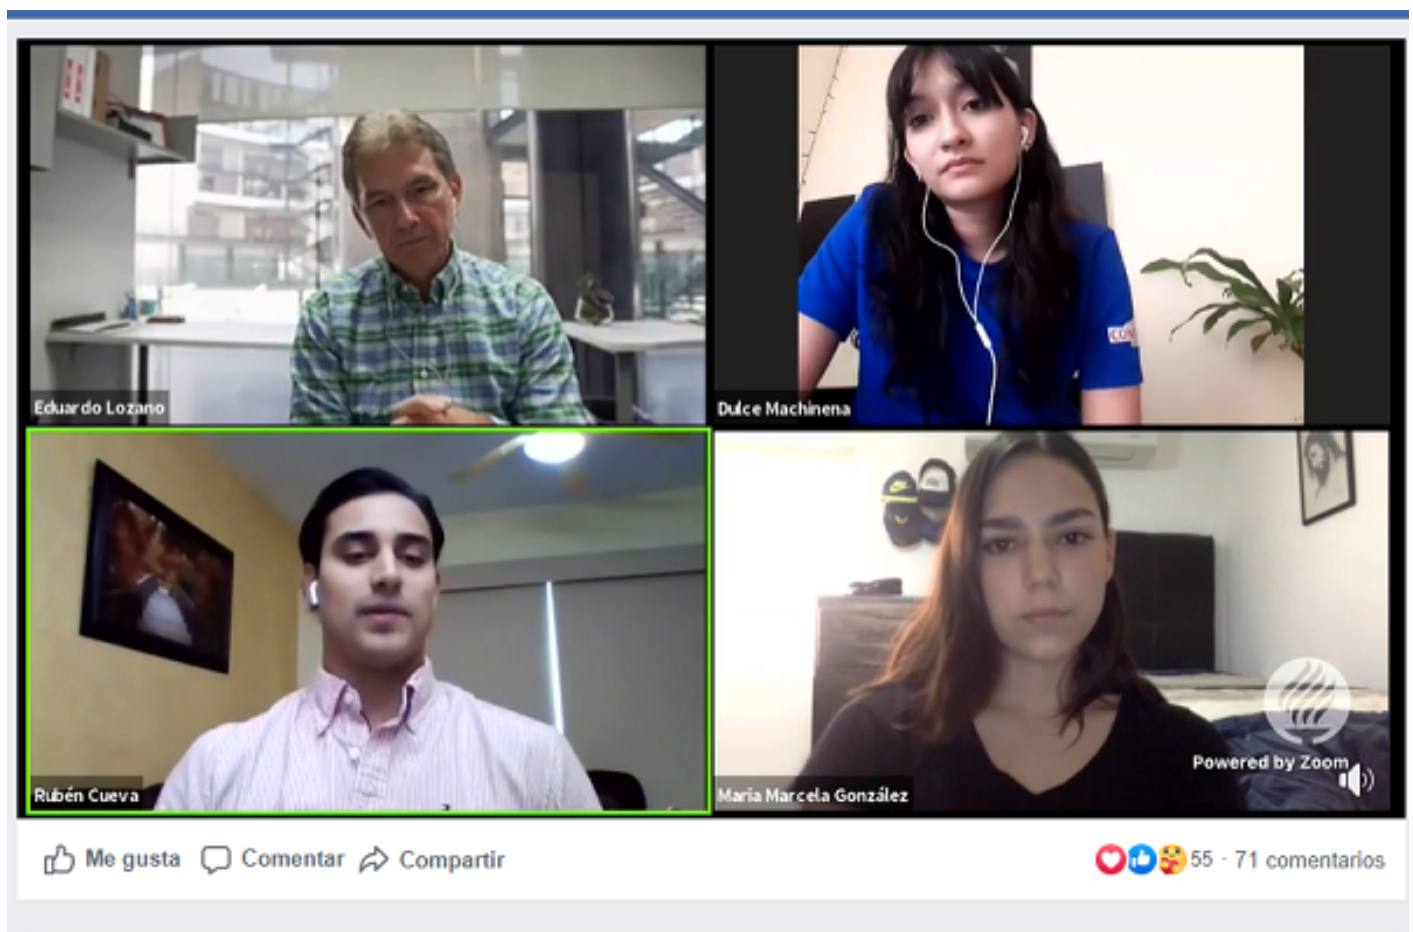 Eduardo Lozano
Dulce Machinena
Rubén Cueva
María Marcela González
Powered by Zoom
Me gusta
Comentar
Compartir
55 · 71 comentarios